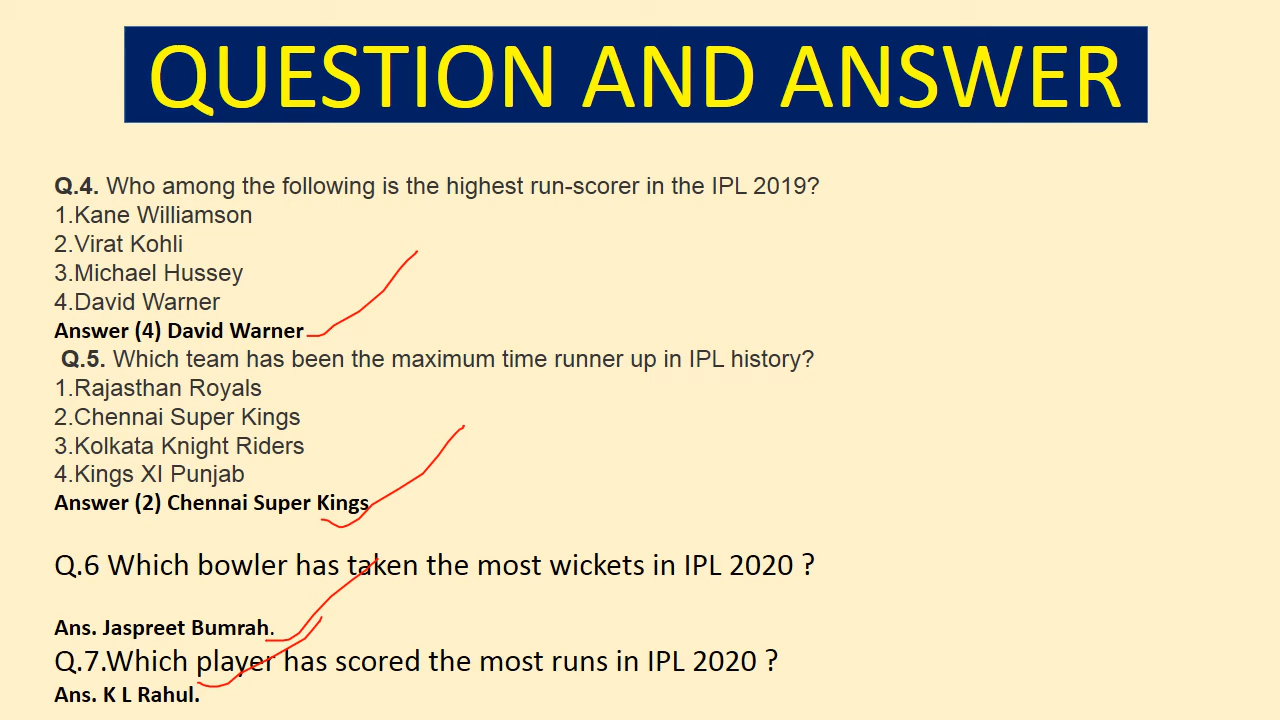 QUESTION AND ANSWER
Q.4. Who among the following is the highest run-scorer in the IPL 2019?
1.Kane Williamson
2.Virat Kohli
3.Michael Hussey
4.David Warner
Answer (4) David Warner
Q.5. Which team has been the maximum time runner up in IPL history?
1.Rajasthan Royals
2.Chennai Super Kings
3.Kolkata Knight Riders
4.Kings XI Punjab
Answer (2) Chennai Super Kings
Q.6 Which bowler has taken the most wickets in IPL 2020 ?
Ans. Jaspreet Bumrah.
Q.7.Which player has scored the most runs in IPL 2020 ?
Ans. K L Rahul.